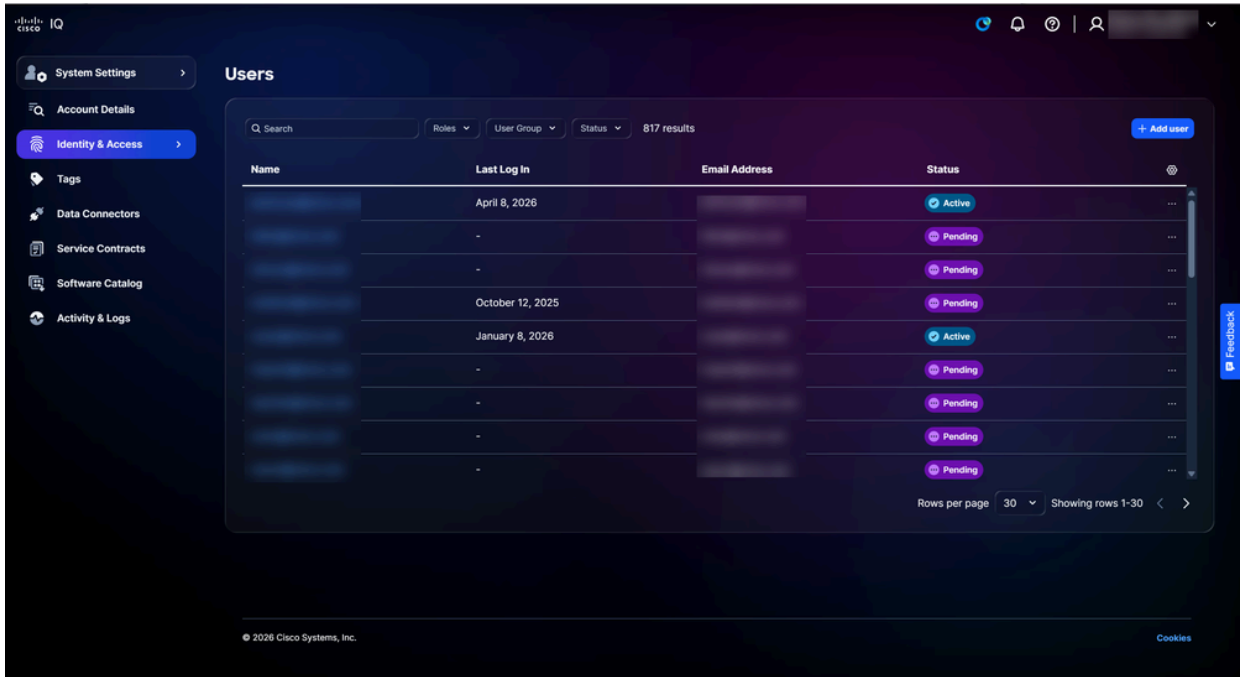 cisco IQ
System Settings
Account Details
Identity & Access
Tags
Data Connectors
Service Contracts
Software Catalog
Activity & Logs
Users
Search Roles User Group Status 817 results + Add user
Name Last Log In Email Address Status
April 8, 2026 Active ...
- Pending ...
- Pending ...
October 12, 2025 Pending ...
January 8, 2026 Active ...
- Pending ...
- Pending ...
- Pending ...
- Pending ...
Rows per page 30 Showing rows 1-30
Feedback
© 2026 Cisco Systems, Inc. Cookies